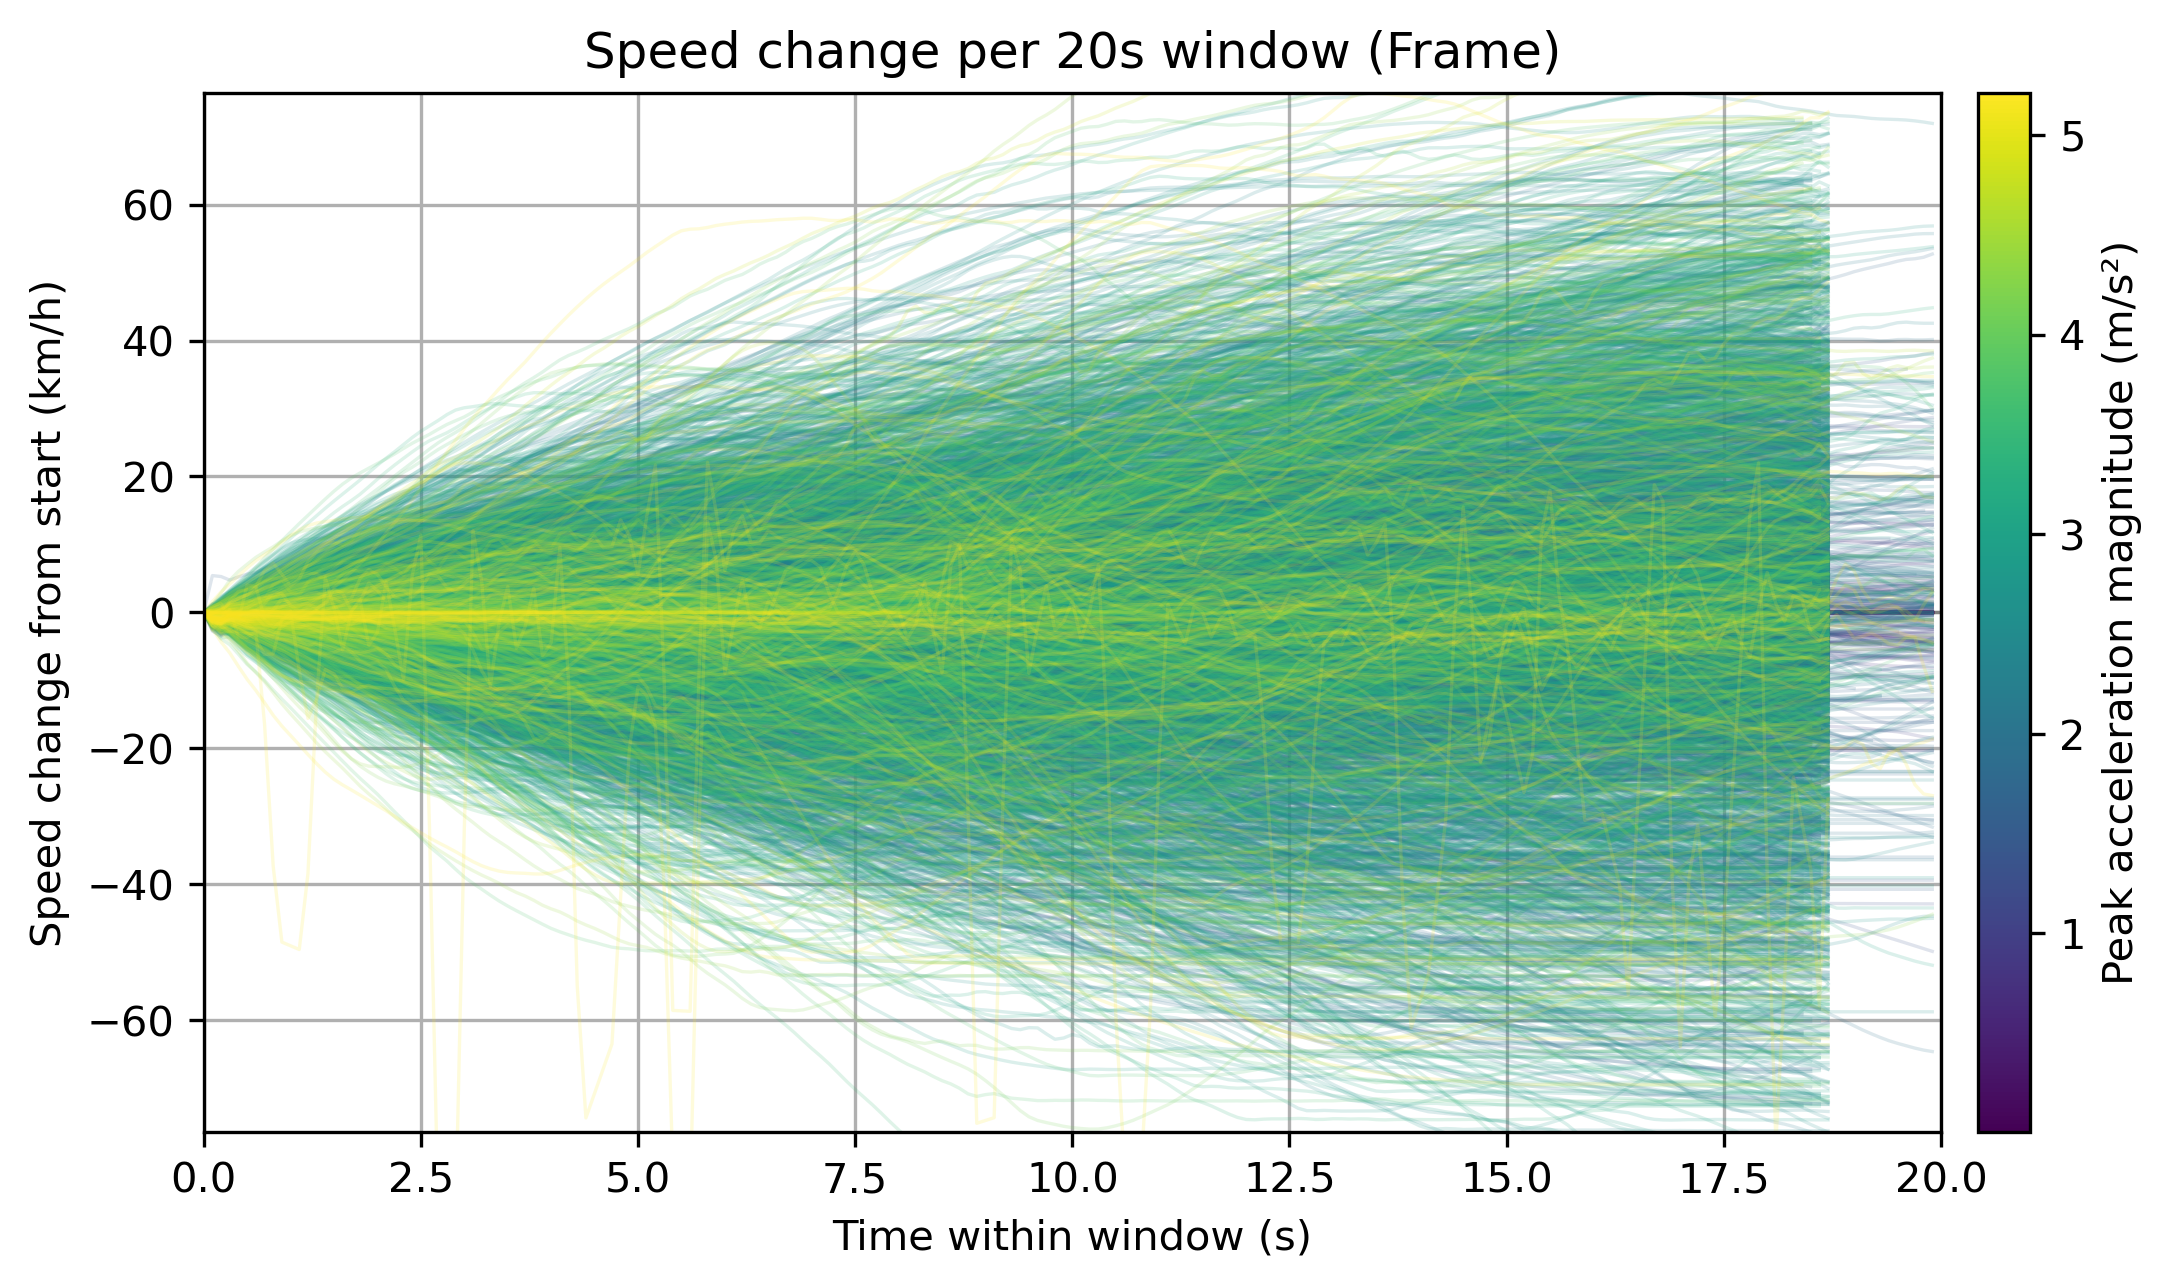 Speed change per 20s window (Frame)
Speed change from start (km/h)
60
40
20
0
−20
−40
−60
0.0 2.5 5.0 7.5 10.0 12.5 15.0 17.5 20.0
Time within window (s)
5
4
3
2
1
Peak acceleration magnitude (m/s²)